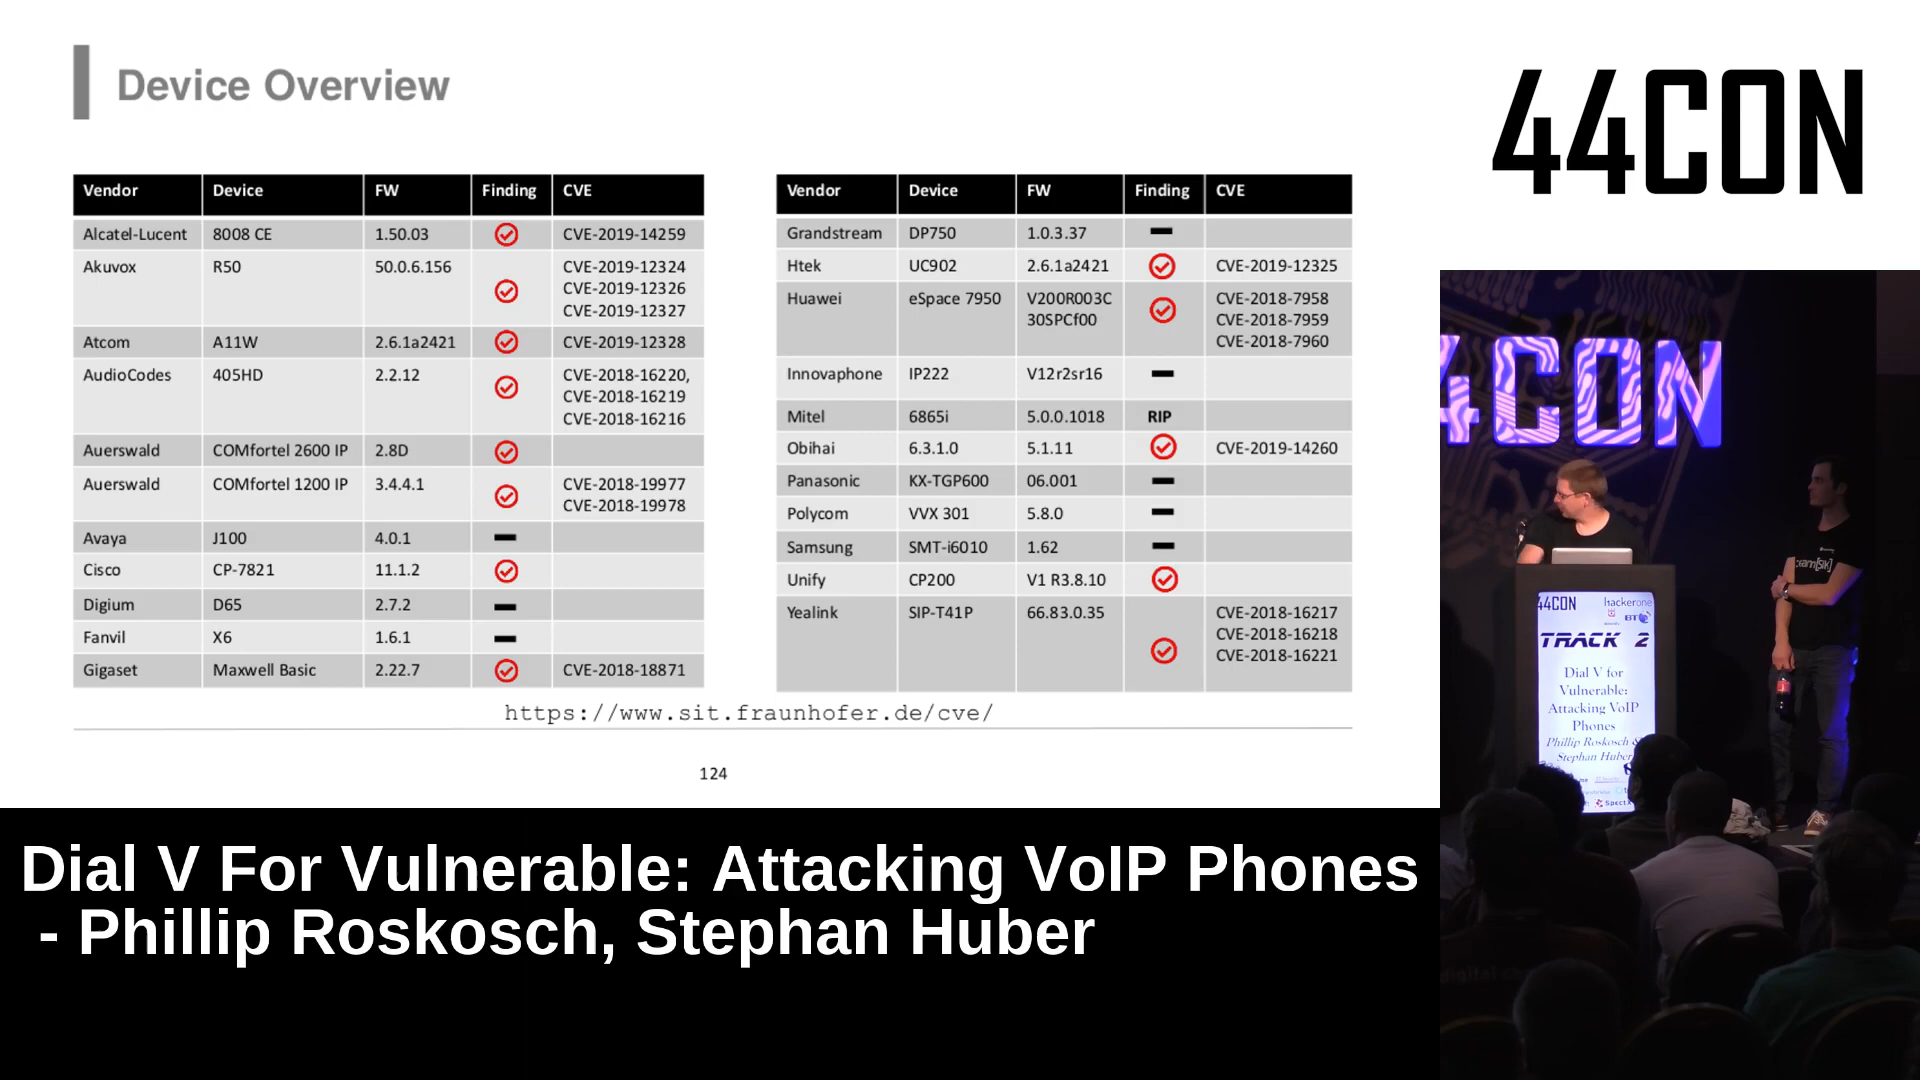 Device Overview
44CON
Vendor Device FW Finding CVE
Alcatel-Lucent 8008 CE 1.50.03 CVE-2019-14259
Akuvox R50 50.0.6.156 CVE-2019-12324
CVE-2019-12326
CVE-2019-12327
Atcom A11W 2.6.1a2421 CVE-2019-12328
AudioCodes 405HD 2.2.12 CVE-2018-16220,
CVE-2018-16219
CVE-2018-16216
Auerswald COMfortel 2600 IP 2.8D
Auerswald COMfortel 1200 IP 3.4.4.1 CVE-2018-19977
CVE-2018-19978
Avaya J100 4.0.1
Cisco CP-7821 11.1.2
Digium D65 2.7.2
Fanvil X6 1.6.1
Gigaset Maxwell Basic 2.22.7 CVE-2018-18871
Vendor Device FW Finding CVE
Grandstream DP750 1.0.3.37
Htek UC902 2.6.1a2421 CVE-2019-12325
Huawei eSpace 7950 V200R003C CVE-2018-7958
30SPCf00 CVE-2018-7959
CVE-2018-7960
Innovaphone IP222 V12r2sr16
Mitel 6865i 5.0.0.1018 RIP
Obihai 6.3.1.0 5.1.11 CVE-2019-14260
Panasonic KX-TGP600 06.001
Polycom VVX 301 5.8.0
Samsung SMT-i6010 1.62
Unify CP200 V1 R3.8.10
Yealink SIP-T41P 66.83.0.35 CVE-2018-16217
CVE-2018-16218
CVE-2018-16221
https://www.sit.fraunhofer.de/cve/
124
4CON
44CON hackerone
BT
TRACK 2
Dial V for
Vulnerable:
Attacking VoIP
Phones
Phillip Roskosch &
Stephan Huber
Dial V For Vulnerable: Attacking VoIP Phones
- Phillip Roskosch, Stephan Huber